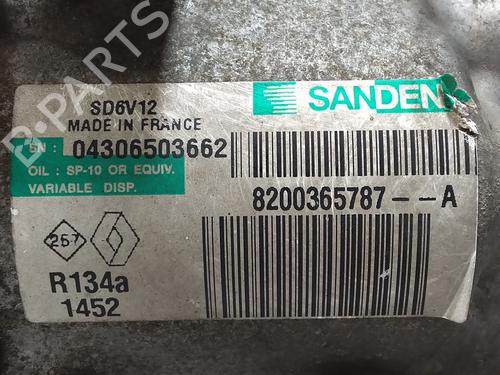 B-PARTS
SD6V12
MADE IN FRANCE
SANDEN
SN : 04306503662
OIL : SP-10 OR EQUIV.
VARIABLE DISP.
8200365787--A
257
R134a
1452